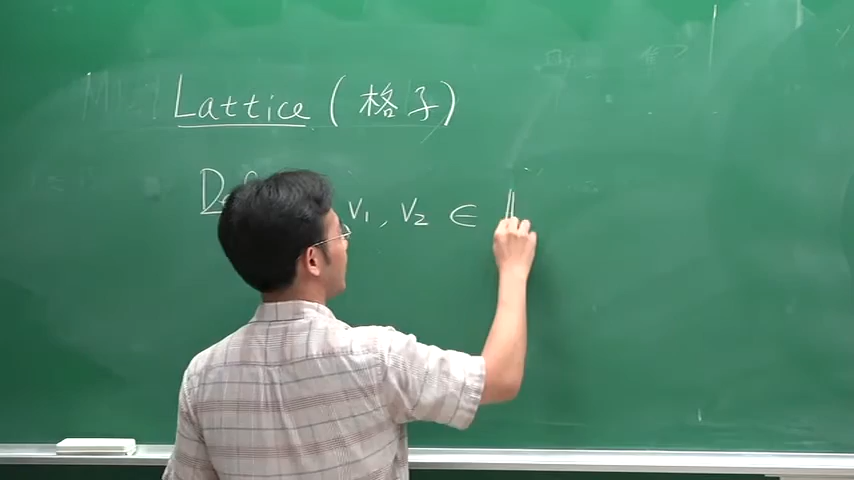 Lattice (格子)
v₁, v₂ ∈